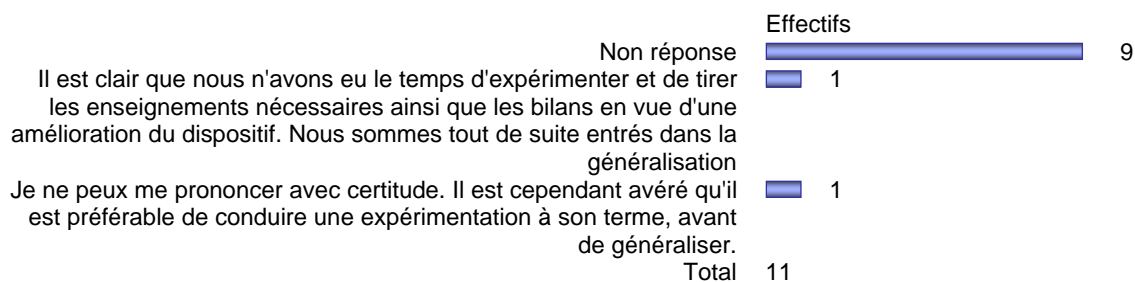 Effectifs
Non réponse 9
Il est clair que nous n'avons eu le temps d'expérimenter et de tirer 1
les enseignements nécessaires ainsi que les bilans en vue d'une
amélioration du dispositif. Nous sommes tout de suite entrés dans la
généralisation
Je ne peux me prononcer avec certitude. Il est cependant avéré qu'il 1
est préférable de conduire une expérimentation à son terme, avant
de généraliser.
Total 11